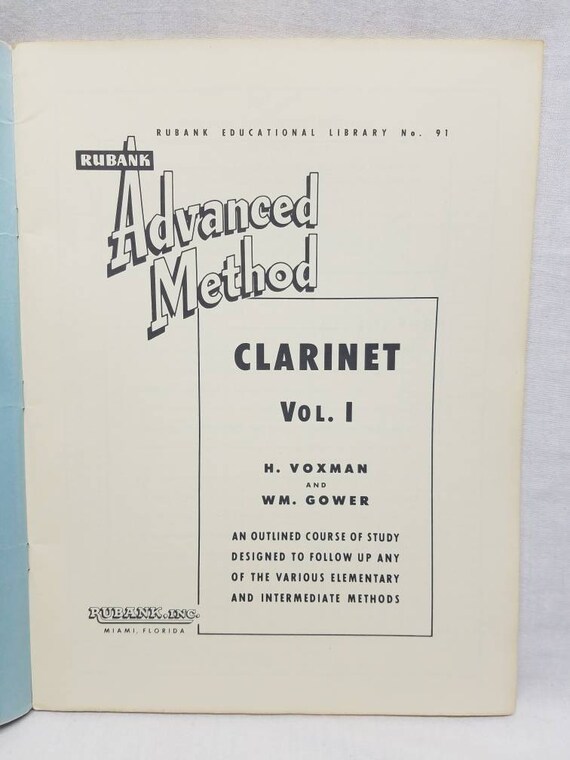 RUBANK EDUCATIONAL LIBRARY No. 91
RUBANK
Advanced
Method
CLARINET
VOL. I
H. VOXMAN
AND
WM. GOWER
AN OUTLINED COURSE OF STUDY
DESIGNED TO FOLLOW UP ANY
OF THE VARIOUS ELEMENTARY
AND INTERMEDIATE METHODS
RUBANK, INC.
MIAMI, FLORIDA